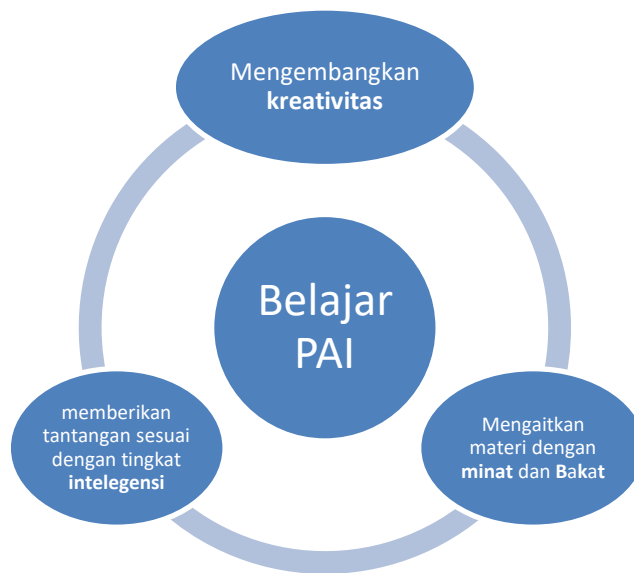 Mengembangkan
kreativitas
Belajar
PAI
memberikan
tantangan sesuai
dengan tingkat
intelegensi
Mengaitkan
materi dengan
minat dan Bakat